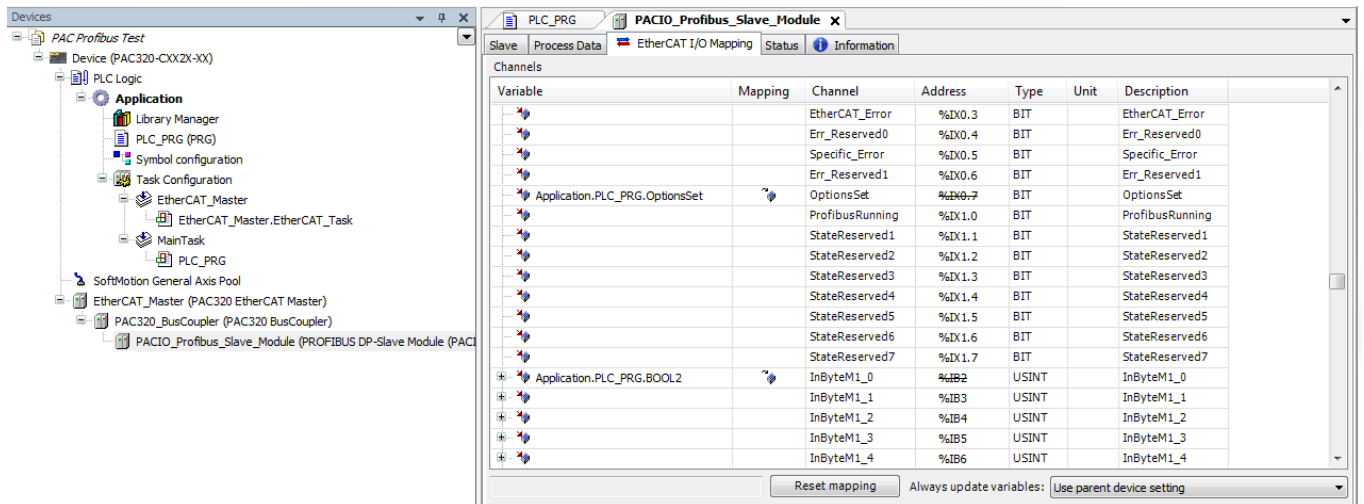 Devices
PAC Profibus Test
Device (PAC320-CXX2X-XX)
PLC Logic
Application
Library Manager
PLC_PRG (PRG)
Symbol configuration
Task Configuration
EtherCAT_Master
EtherCAT_Master.EtherCAT_Task
MainTask
PLC_PRG
SoftMotion General Axis Pool
EtherCAT_Master (PAC320 EtherCAT Master)
PAC320_BusCoupler (PAC320 BusCoupler)
PACIO_Profibus_Slave_Module (PROFIBUS DP-Slave Module (PACI
PLC_PRG PACIO_Profibus_Slave_Module
Slave Process Data EtherCAT I/O Mapping Status Information
Channels
Variable Mapping Channel Address Type Unit Description
EtherCAT_Error %IX0.3 BIT EtherCAT_Error
Err_Reserved0 %IX0.4 BIT Err_Reserved0
Specific_Error %IX0.5 BIT Specific_Error
Err_Reserved1 %IX0.6 BIT Err_Reserved1
Application.PLC_PRG.OptionsSet OptionsSet %IX0.7 BIT OptionsSet
ProfibusRunning %IX1.0 BIT ProfibusRunning
StateReserved1 %IX1.1 BIT StateReserved1
StateReserved2 %IX1.2 BIT StateReserved2
StateReserved3 %IX1.3 BIT StateReserved3
StateReserved4 %IX1.4 BIT StateReserved4
StateReserved5 %IX1.5 BIT StateReserved5
StateReserved6 %IX1.6 BIT StateReserved6
StateReserved7 %IX1.7 BIT StateReserved7
Application.PLC_PRG.BOOL2 InByteM1_0 %IB2 USINT InByteM1_0
InByteM1_1 %IB3 USINT InByteM1_1
InByteM1_2 %IB4 USINT InByteM1_2
InByteM1_3 %IB5 USINT InByteM1_3
InByteM1_4 %IB6 USINT InByteM1_4
Reset mapping Always update variables: Use parent device setting